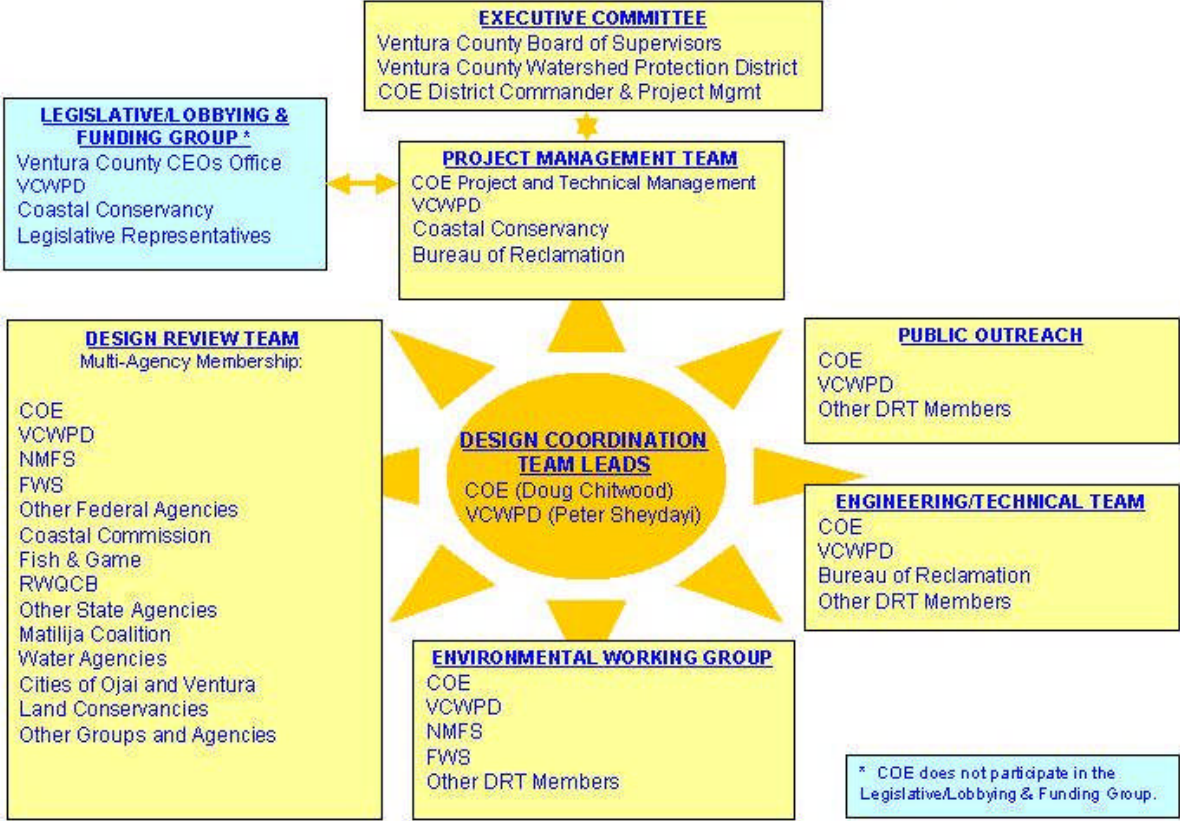 EXECUTIVE COMMITTEE
Ventura County Board of Supervisors
Ventura County Watershed Protection District
COE District Commander & Project Mgmt
LEGISLATIVE/LOBBYING &
FUNDING GROUP *
Ventura County CEOs Office
VCWPD
Coastal Conservancy
Legislative Representatives
PROJECT MANAGEMENT TEAM
COE Project and Technical Management
VCWPD
Coastal Conservancy
Bureau of Reclamation
DESIGN REVIEW TEAM
Multi-Agency Membership:
COE
VCWPD
NMFS
FWS
Other Federal Agencies
Coastal Commission
Fish & Game
RWQCB
Other State Agencies
Matilija Coalition
Water Agencies
Cities of Ojai and Ventura
Land Conservancies
Other Groups and Agencies
DESIGN COORDINATION
TEAM LEADS
COE (Doug Chitwood)
VCWPD (Peter Sheydayi)
PUBLIC OUTREACH
COE
VCWPD
Other DRT Members
ENGINEERING/TECHNICAL TEAM
COE
VCWPD
Bureau of Reclamation
Other DRT Members
ENVIRONMENTAL WORKING GROUP
COE
VCWPD
NMFS
FWS
Other DRT Members
* COE does not participate in the
Legislative/Lobbying & Funding Group.